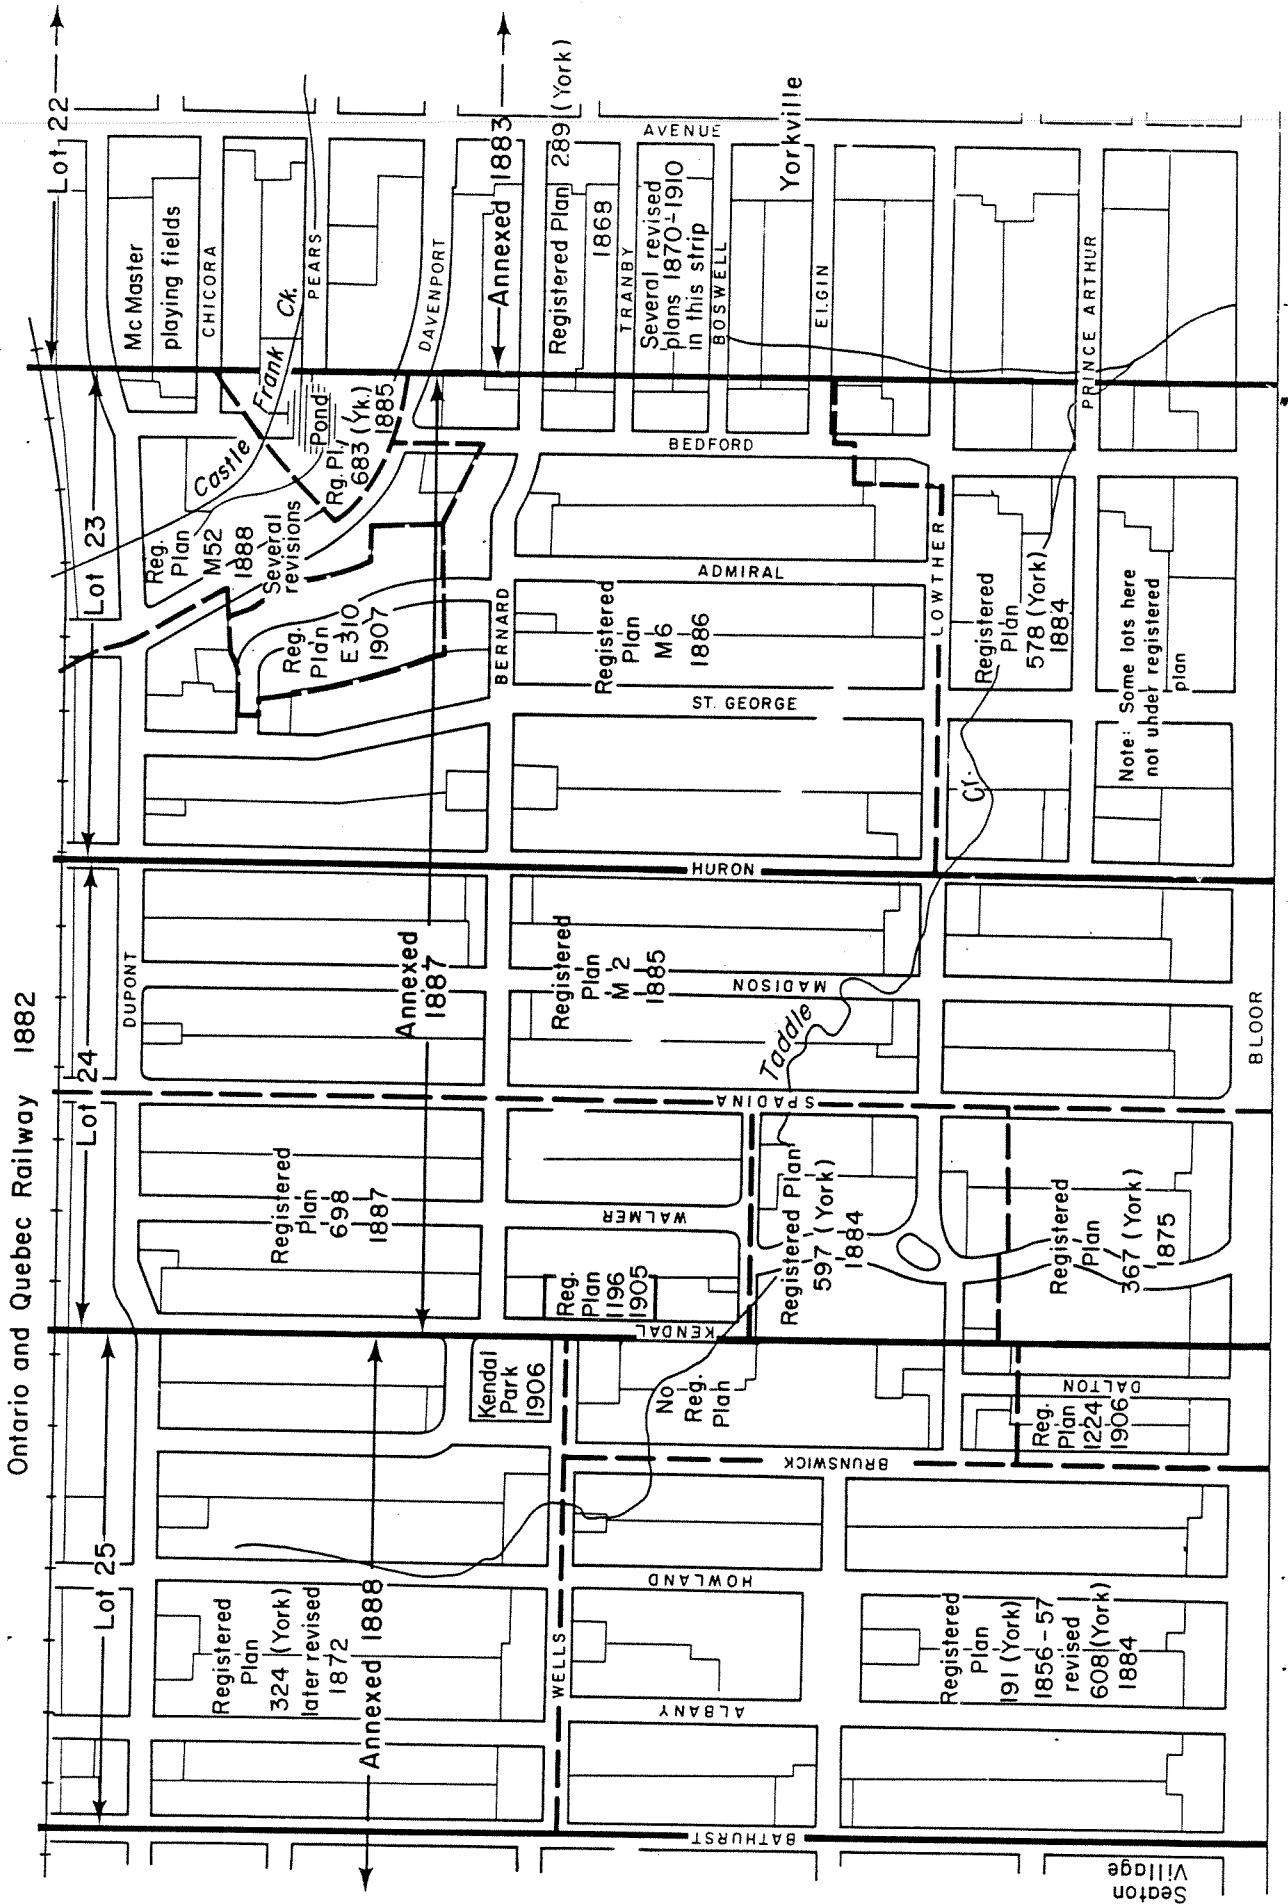 Ontario and Quebec Railway 1882
Lot 25
Lot 24
Lot 23
Lot 22
DUPONT
McMaster
playing fields
CHICORA
Castle
Frank
Ck.
PEARS
Pond
Reg.
Plan
M52
1888
Several
revisions
Rg. Pl.
683 (Yk.)
1885
DAVENPORT
Reg.
Plan
E310
1907
Registered
Plan
324 (York)
later revised
1872
Registered
Plan
698
1887
Annexed 1888
Annexed
1887
Annexed 1883
Kendal
Park
1906
BERNARD
WELLS
Reg.
Plan
1196
1905
Registered
Plan
M 2
1885
Registered
Plan
M6
1886
Registered Plan 289 (York)
1868
TRANBY
Several revised
plans 1870-1910
in this strip
BOSWELL
Yorkville
ELGIN
AVENUE
BEDFORD
ADMIRAL
ST. GEORGE
HURON
MADISON
SPADINA
WALMER
KENDAL
BRUNSWICK
HOWLAND
ALBANY
BATHURST
DALTON
No
Reg.
Plan
Taddle
Cr.
LOWTHER
Registered Plan
597 (York)
1884
Registered
Plan
578 (York)
1884
PRINCE ARTHUR
Registered
Plan
191 (York)
1856-57
revised
608 (York)
1884
Reg.
Plan
1224
1906
Registered
Plan
367 (York)
1875
Note: Some lots here
not under registered
plan
BLOOR
Seaton
Village